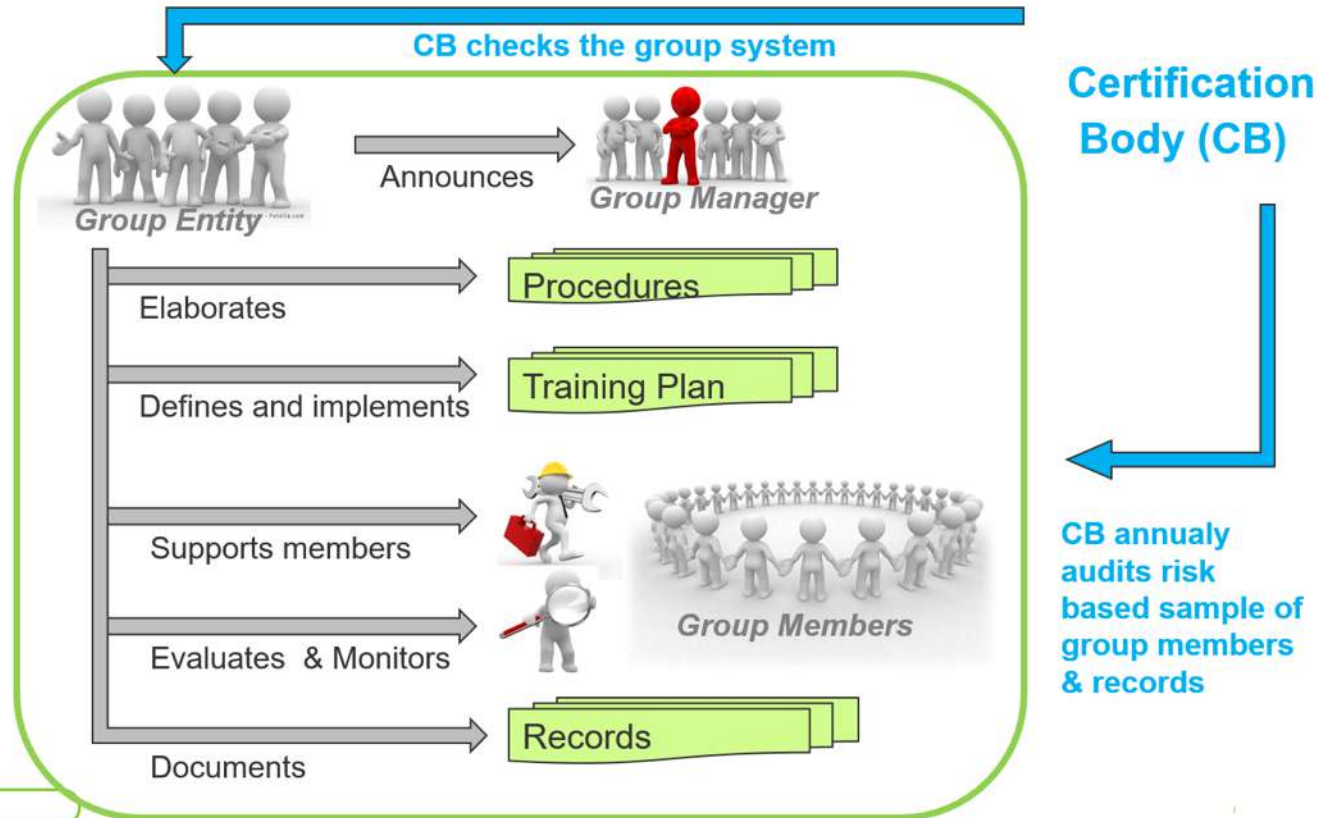 CB checks the group system
Certification
Body (CB)
Announces
Group Entity
Group Manager
Elaborates
Procedures
Defines and implements
Training Plan
Supports members
Evaluates & Monitors
Group Members
CB annualy
audits risk
based sample of
group members
& records
Documents
Records